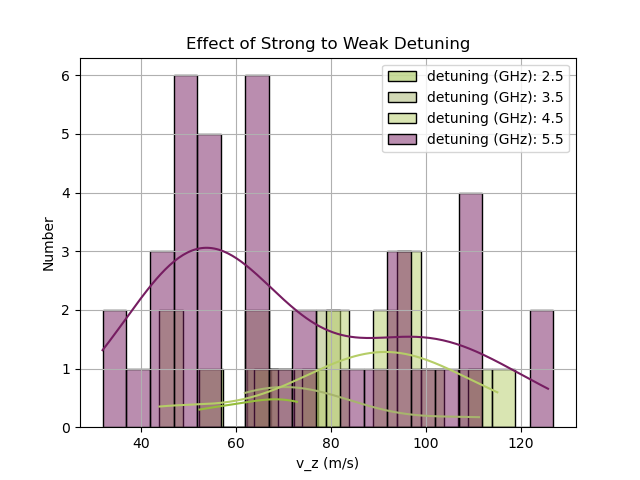 Effect of Strong to Weak Detuning
detuning (GHz): 2.5
detuning (GHz): 3.5
detuning (GHz): 4.5
detuning (GHz): 5.5
6
5
4
3
2
1
0
Number
40 60 80 100 120
v_z (m/s)